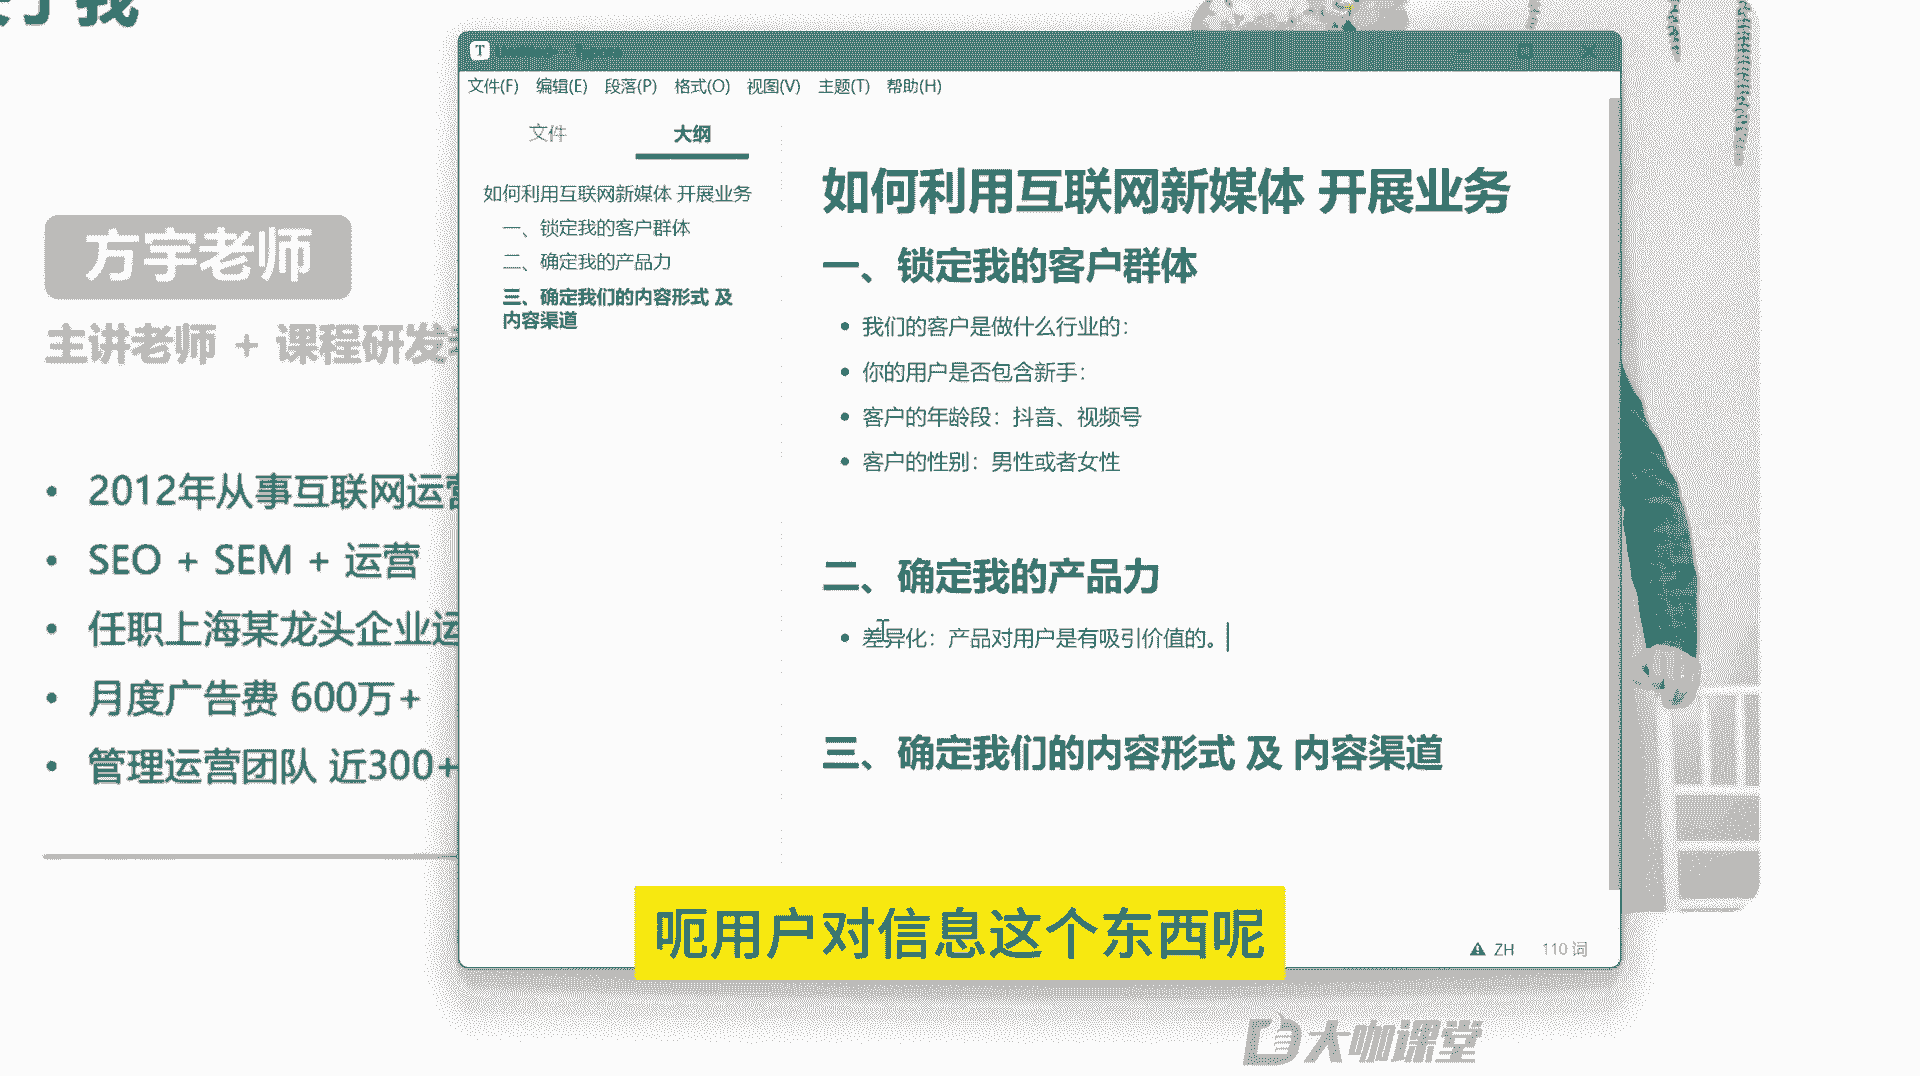 我
方宇老师
主讲老师 + 课程研发
2012年从事互联网运营
SEO + SEM + 运营
任职上海某龙头企业运
月度广告费 600万+
管理运营团队 近300+
T
文件(F) 编辑(E) 段落(P) 格式(O) 视图(V) 主题(T) 帮助(H)
文件 大纲
如何利用互联网新媒体 开展业务
一、锁定我的客户群体
二、确定我的产品力
三、确定我们的内容形式 及
内容渠道
如何利用互联网新媒体 开展业务
一、锁定我的客户群体
我们的客户是做什么行业的：
你的用户是否包含新手：
客户的年龄段：抖音、视频号
客户的性别：男性或者女性
二、确定我的产品力
差异化：产品对用户是有吸引价值的。
三、确定我们的内容形式 及 内容渠道
ZH 110 词
呃用户对信息这个东西呢
大咖课堂